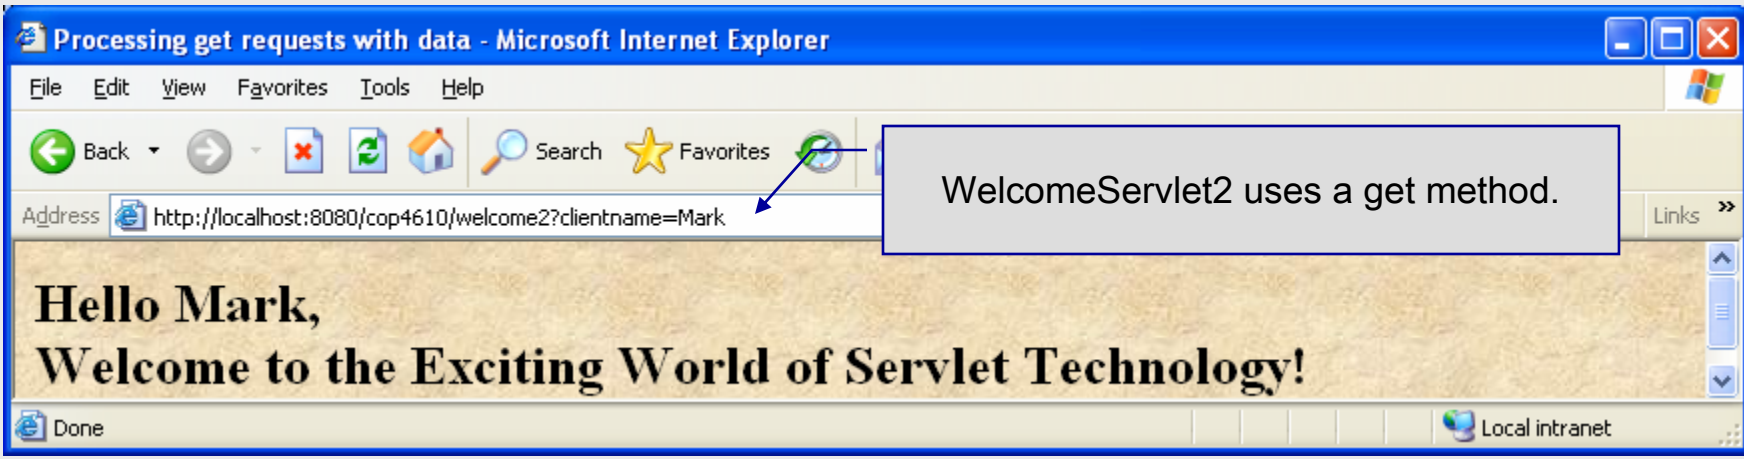 Processing get requests with data - Microsoft Internet Explorer
File Edit View Favorites Tools Help
Back Search Favorites
WelcomeServlet2 uses a get method.
Address http://localhost:8080/cop4610/welcome2?clientname=Mark Links »
Hello Mark,
Welcome to the Exciting World of Servlet Technology!
Done Local intranet